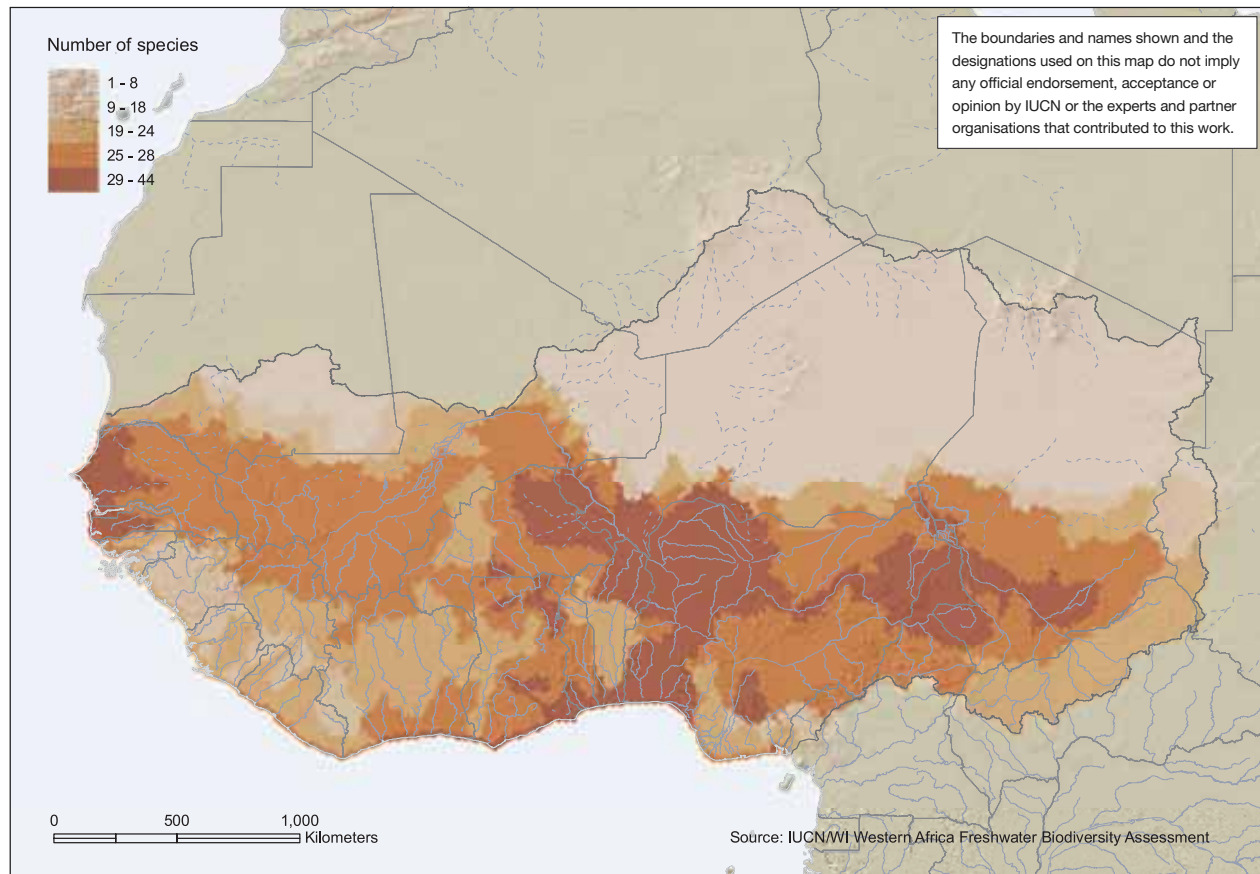 Number of species
1 - 8
9 - 18
19 - 24
25 - 28
29 - 44
The boundaries and names shown and the
designations used on this map do not imply
any official endorsement, acceptance or
opinion by IUCN or the experts and partner
organisations that contributed to this work.
0 500 1,000
Kilometers
Source: IUCN/WI Western Africa Freshwater Biodiversity Assessment